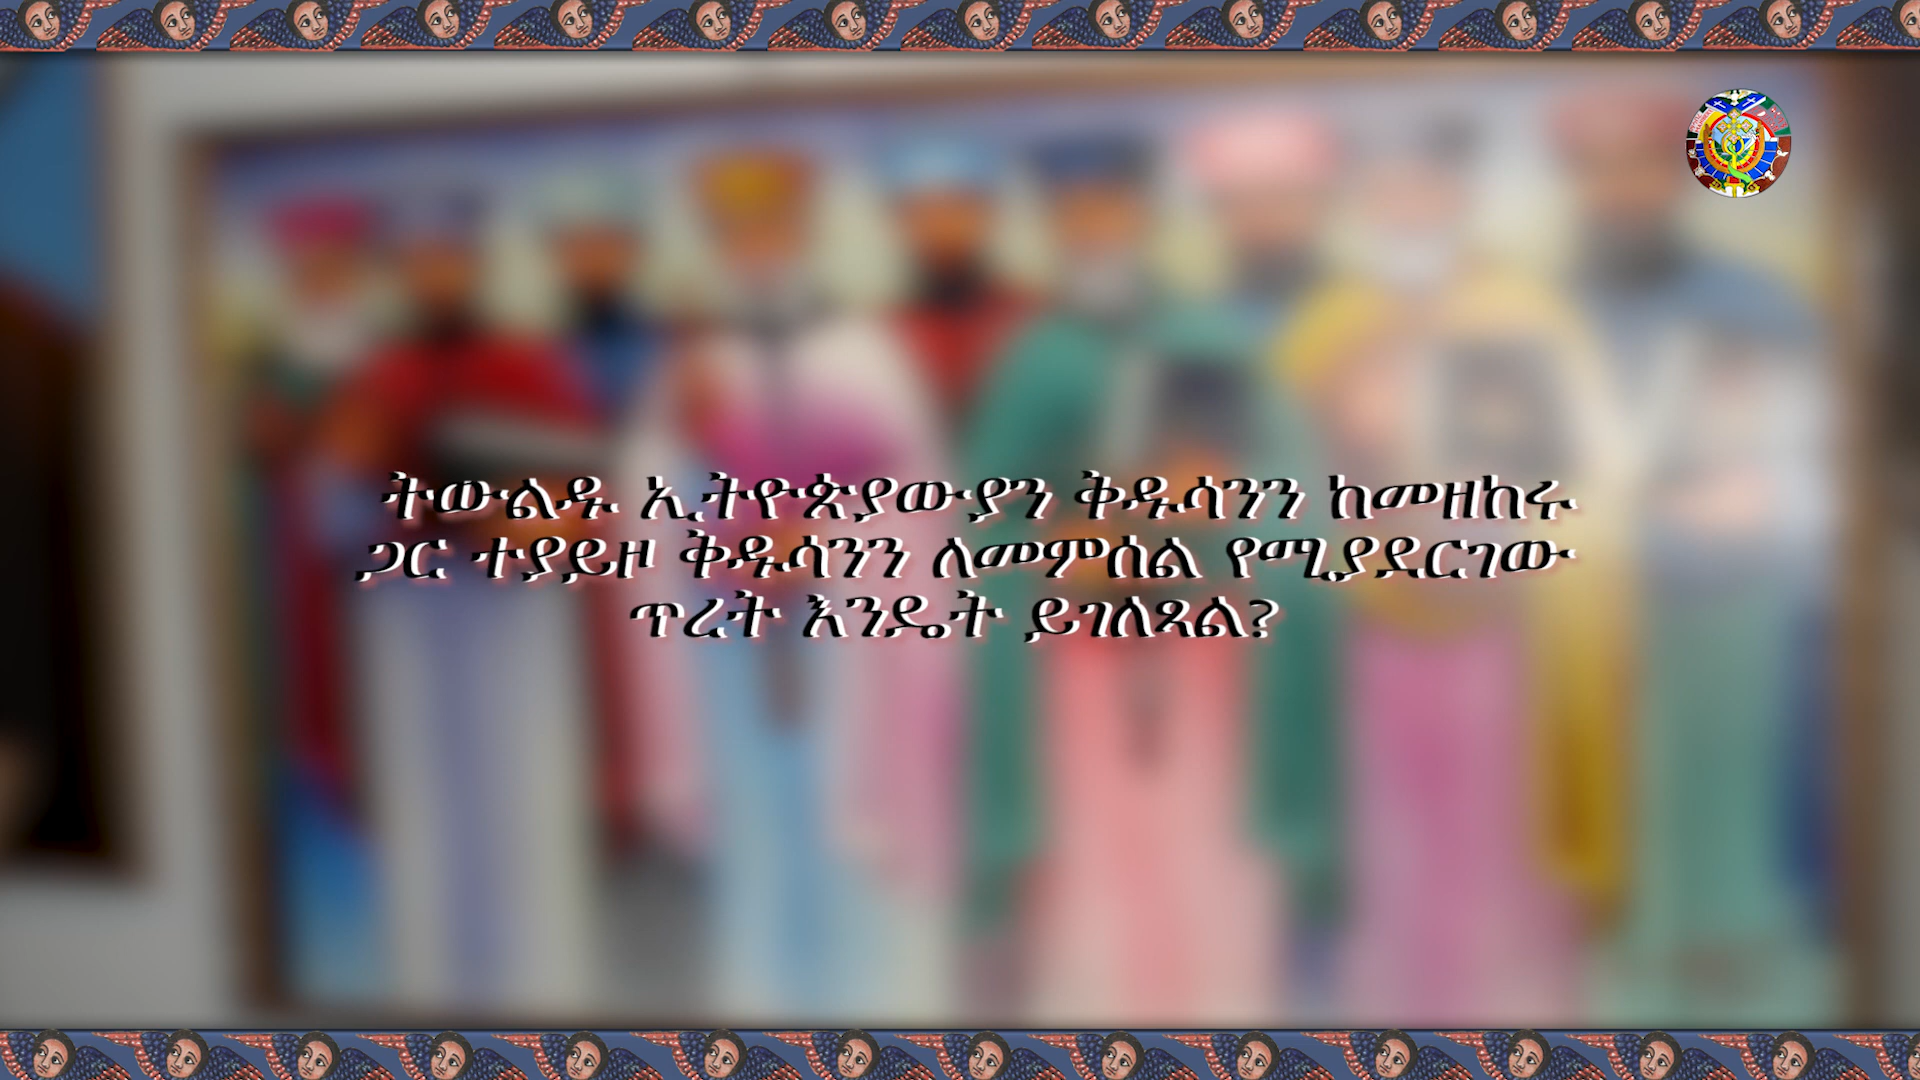 ትውልዱ ኢትዮጵያውያን ቅዱሳንን ከመዘከሩ
ጋር ተያይዞ ቅዱሳንን ለመምሰል የሚያደርገው
ጥረት እንዴት ይገለጻል?